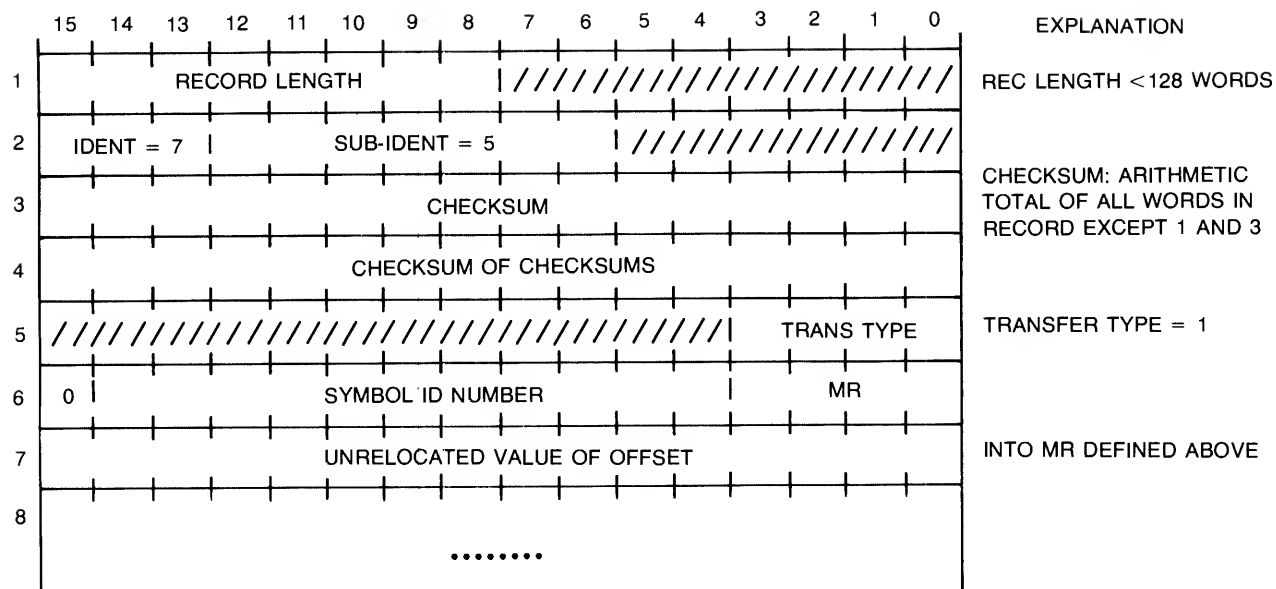 15 14 13 12 11 10 9 8 7 6 5 4 3 2 1 0 EXPLANATION
1 RECORD LENGTH REC LENGTH <128 WORDS
2 IDENT = 7 SUB-IDENT = 5
3 CHECKSUM
CHECKSUM: ARITHMETIC
TOTAL OF ALL WORDS IN
RECORD EXCEPT 1 AND 3
4 CHECKSUM OF CHECKSUMS
5 TRANS TYPE TRANSFER TYPE = 1
6 0 SYMBOL ID NUMBER MR
7 UNRELOCATED VALUE OF OFFSET INTO MR DEFINED ABOVE
8
........